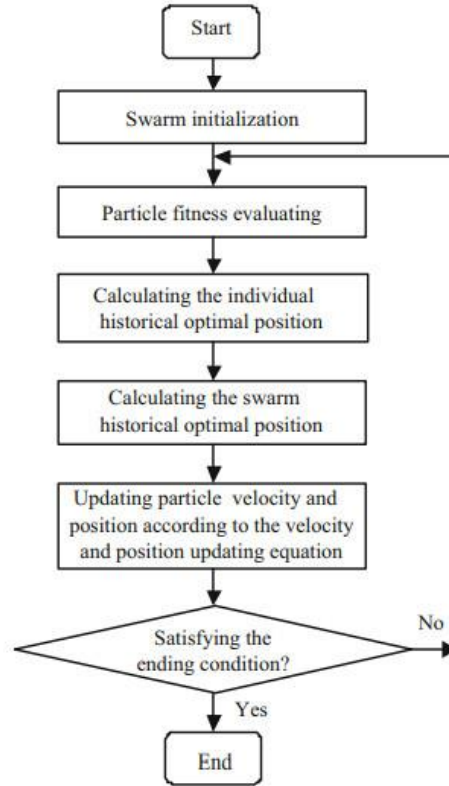 Start
Swarm initialization
Particle fitness evaluating
Calculating the individual
historical optimal position
Calculating the swarm
historical optimal position
Updating particle velocity and
position according to the velocity
and position updating equation
Satisfying the
ending condition?
No
Yes
End